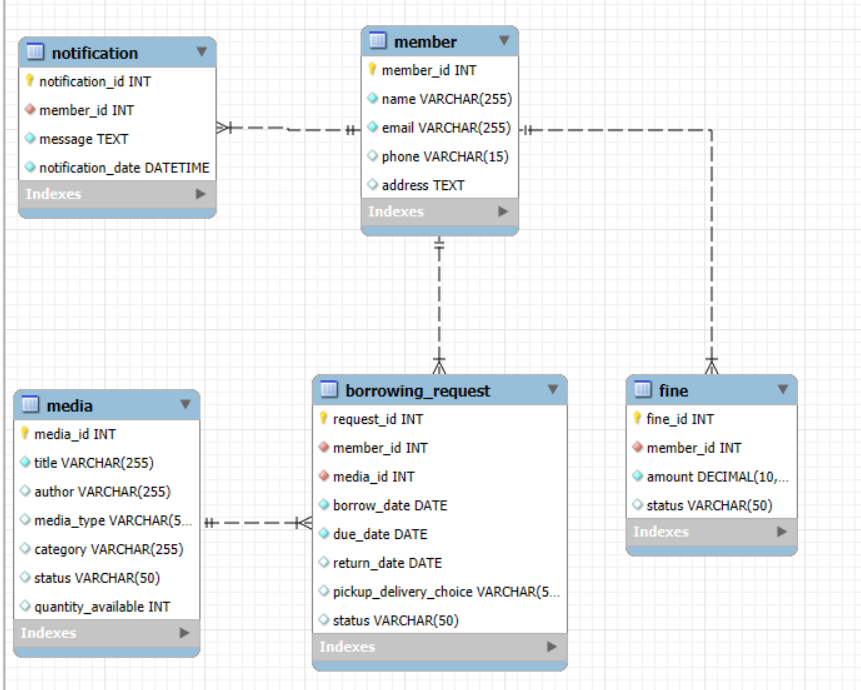 notification
notification_id INT
member_id INT
message TEXT
notification_date DATETIME
Indexes
member
member_id INT
name VARCHAR(255)
email VARCHAR(255)
phone VARCHAR(15)
address TEXT
Indexes
media
media_id INT
title VARCHAR(255)
author VARCHAR(255)
media_type VARCHAR(5...
category VARCHAR(255)
status VARCHAR(50)
quantity_available INT
Indexes
borrowing_request
request_id INT
member_id INT
media_id INT
borrow_date DATE
due_date DATE
return_date DATE
pickup_delivery_choice VARCHAR(5...
status VARCHAR(50)
Indexes
fine
fine_id INT
member_id INT
amount DECIMAL(10,...
status VARCHAR(50)
Indexes